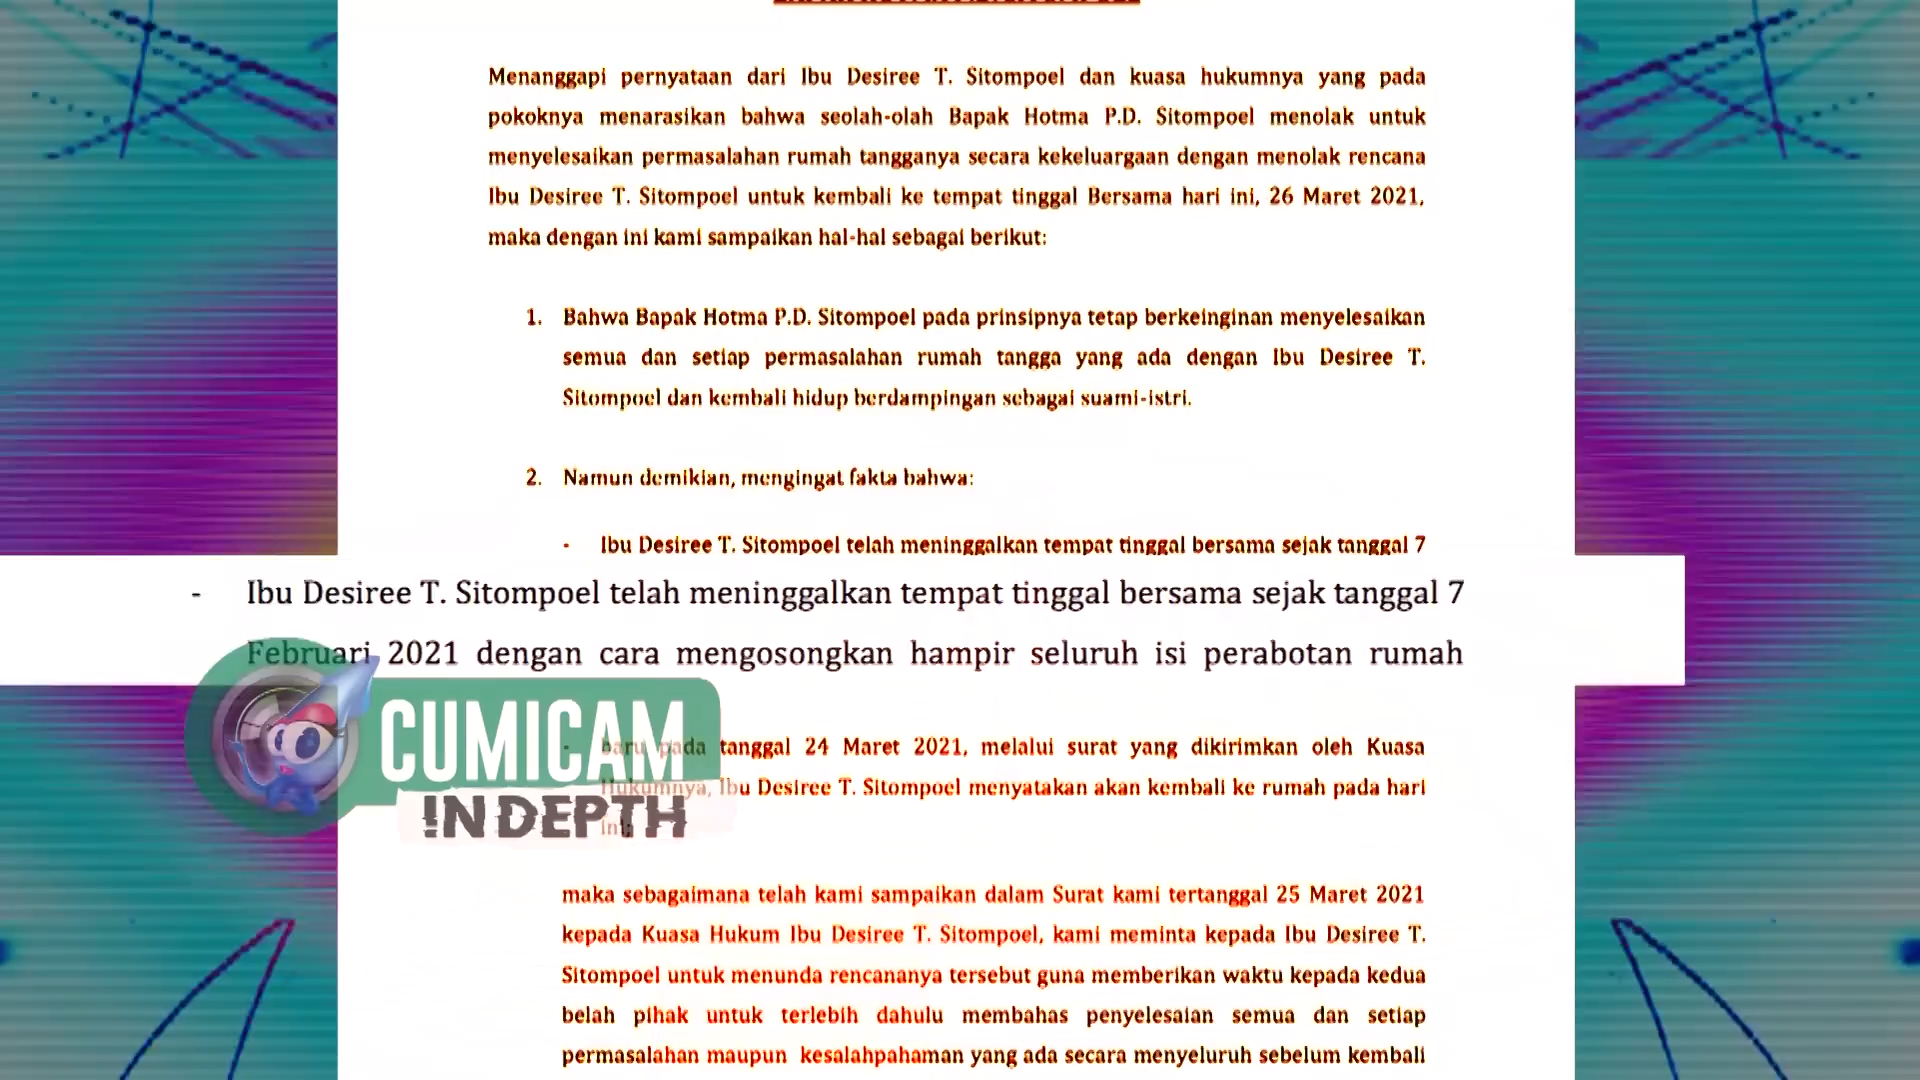 Menanggapi pernyataan dari Ibu Desiree T. Sitompoel dan kuasa hukumnya yang pada
pokoknya menarasikan bahwa seolah-olah Bapak Hotma P.D. Sitompoel menolak untuk
menyelesaikan permasalahan rumah tangganya secara kekeluargaan dengan menolak rencana
Ibu Desiree T. Sitompoel untuk kembali ke tempat tinggal Bersama hari ini, 26 Maret 2021,
maka dengan ini kami sampaikan hal-hal sebagai berikut:
1. Bahwa Bapak Hotma P.D. Sitompoel pada prinsipnya tetap berkeinginan menyelesaikan
semua dan setiap permasalahan rumah tangga yang ada dengan Ibu Desiree T.
Sitompoel dan kembali hidup berdampingan sebagai suami-istri.
2. Namun demikian, mengingat fakta bahwa:
- Ibu Desiree T. Sitompoel telah meninggalkan tempat tinggal bersama sejak tanggal 7
- Ibu Desiree T. Sitompoel telah meninggalkan tempat tinggal bersama sejak tanggal 7
Februari 2021 dengan cara mengosongkan hampir seluruh isi perabotan rumah
- baru pada tanggal 24 Maret 2021, melalui surat yang dikirimkan oleh Kuasa
Hukumnya, Ibu Desiree T. Sitompoel menyatakan akan kembali ke rumah pada hari
ini;
CUMICAM
!N DEPTH
maka sebagaimana telah kami sampaikan dalam Surat kami tertanggal 25 Maret 2021
kepada Kuasa Hukum Ibu Desiree T. Sitompoel, kami meminta kepada Ibu Desiree T.
Sitompoel untuk menunda rencananya tersebut guna memberikan waktu kepada kedua
belah pihak untuk terlebih dahulu membahas penyelesaian semua dan setiap
permasalahan maupun kesalahpahaman yang ada secara menyeluruh sebelum kembali